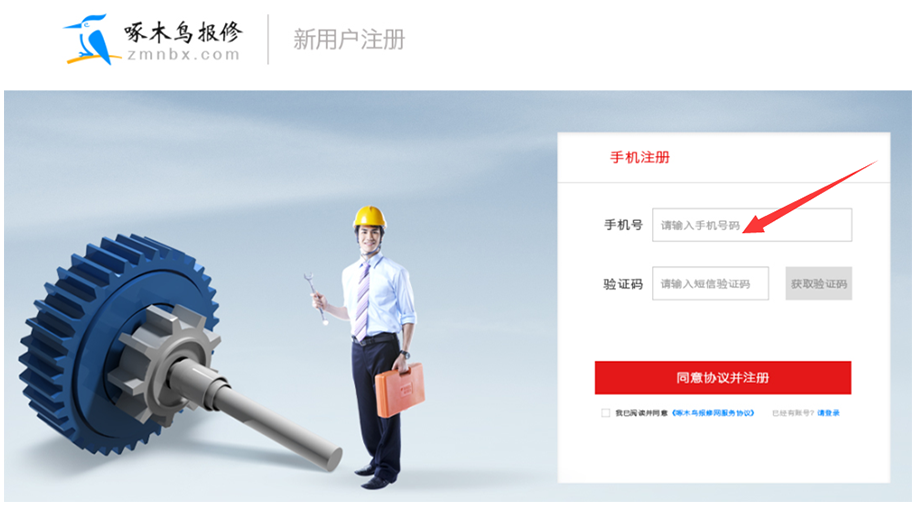 啄木鸟报修
zmnbx.com
新用户注册
手机注册
手机号
请输入手机号码
验证码
请输入短信验证码
获取验证码
同意协议并注册
我已阅读并同意《啄木鸟报修网服务协议》
已经有账号？请登录